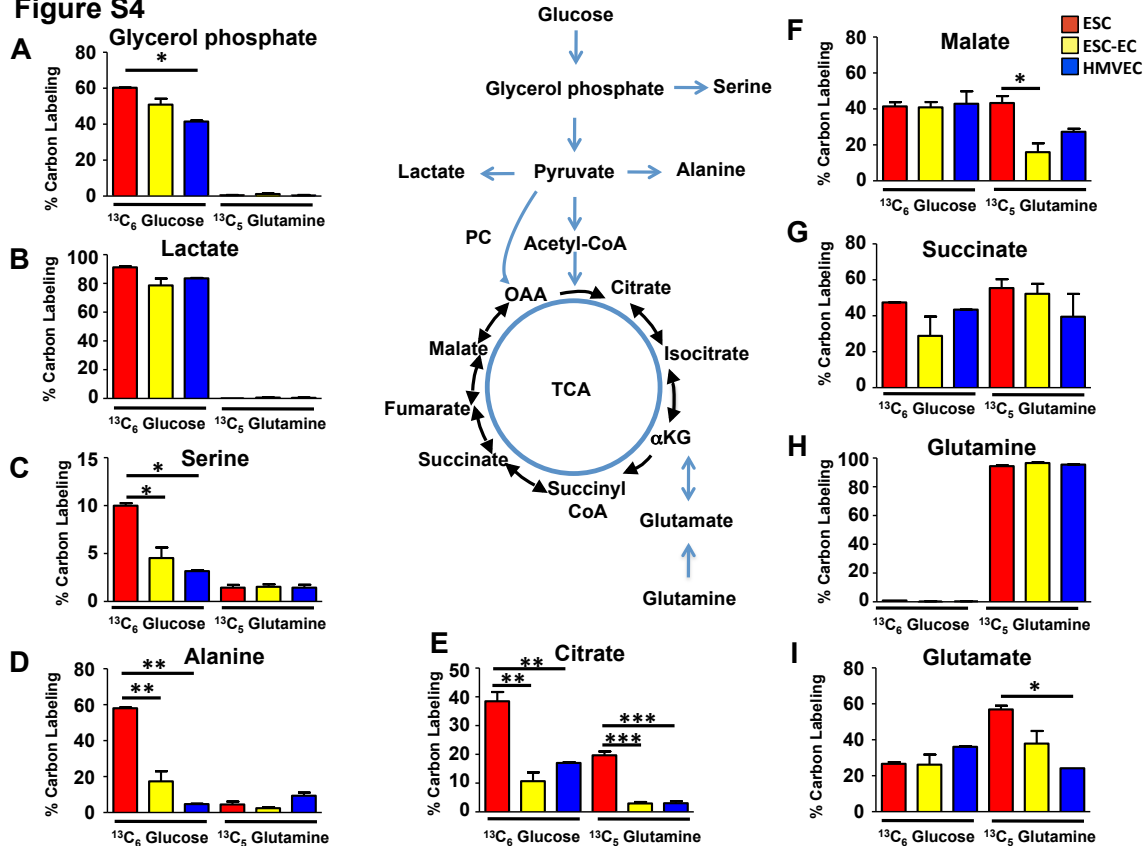 Figure S4
A
Glycerol phosphate
% Carbon Labeling
80
60
40
20
0
*
¹³C₆ Glucose ¹³C₅ Glutamine
B
Lactate
% Carbon Labeling
100
80
60
40
20
0
¹³C₆ Glucose ¹³C₅ Glutamine
C
Serine
% Carbon Labeling
15
10
5
0
*
*
¹³C₆ Glucose ¹³C₅ Glutamine
D
Alanine
% Carbon Labeling
80
60
40
20
0
**
**
¹³C₆ Glucose ¹³C₅ Glutamine
Glucose
Glycerol phosphate
Serine
Lactate
Pyruvate
Alanine
PC
Acetyl-CoA
OAA
Citrate
Malate
Isocitrate
TCA
Fumarate
αKG
Succinate
Succinyl
CoA
Glutamate
Glutamine
E
Citrate
% Carbon Labeling
50
40
30
20
10
0
**
**
***
***
¹³C₆ Glucose ¹³C₅ Glutamine
ESC
ESC-EC
HMVEC
F
Malate
% Carbon Labeling
80
60
40
20
0
*
¹³C₆ Glucose ¹³C₅ Glutamine
G
Succinate
% Carbon Labeling
80
60
40
20
0
¹³C₆ Glucose ¹³C₅ Glutamine
H
Glutamine
% Carbon Labeling
100
80
60
40
20
0
¹³C₆ Glucose ¹³C₅ Glutamine
I
Glutamate
% Carbon Labeling
80
60
40
20
0
*
¹³C₆ Glucose ¹³C₅ Glutamine